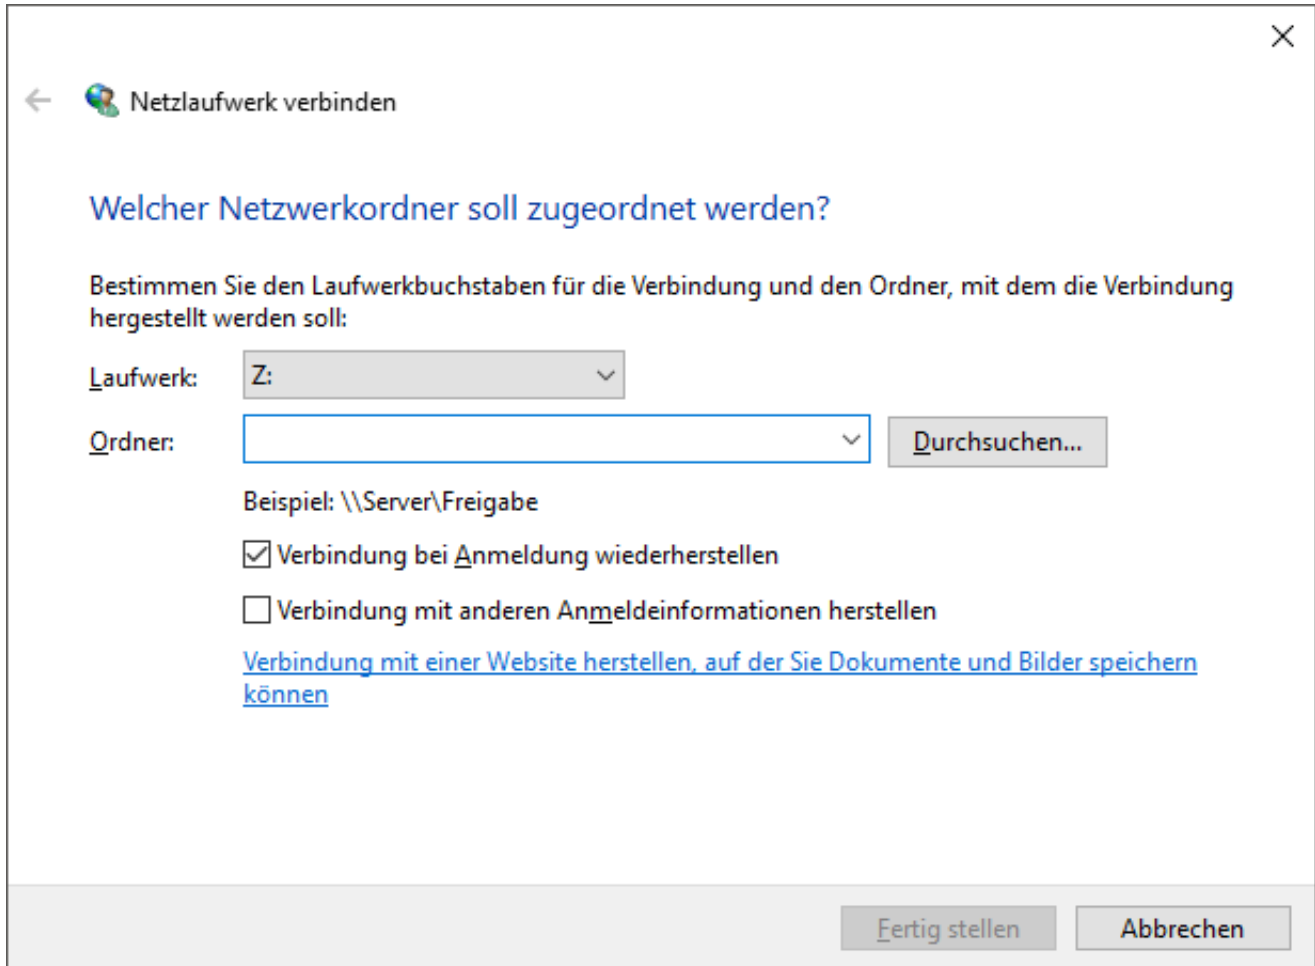 Netzlaufwerk verbinden
Welcher Netzwerkordner soll zugeordnet werden?
Bestimmen Sie den Laufwerkbuchstaben für die Verbindung und den Ordner, mit dem die Verbindung
hergestellt werden soll:
Laufwerk: Z:
Ordner: Durchsuchen...
Beispiel: \\Server\Freigabe
Verbindung bei Anmeldung wiederherstellen
Verbindung mit anderen Anmeldeinformationen herstellen
Verbindung mit einer Website herstellen, auf der Sie Dokumente und Bilder speichern
können
Fertig stellen Abbrechen